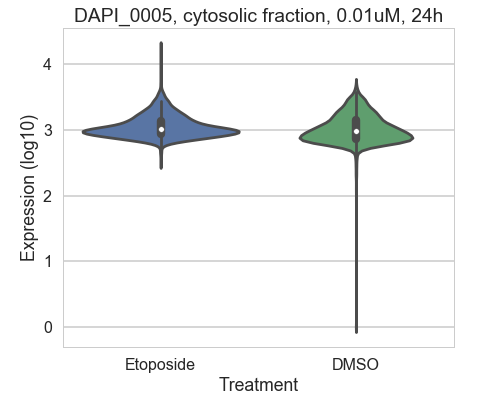 DAPI_0005, cytosolic fraction, 0.01uM, 24h
Expression (log10)
4
3
2
1
0
Etoposide DMSO
Treatment